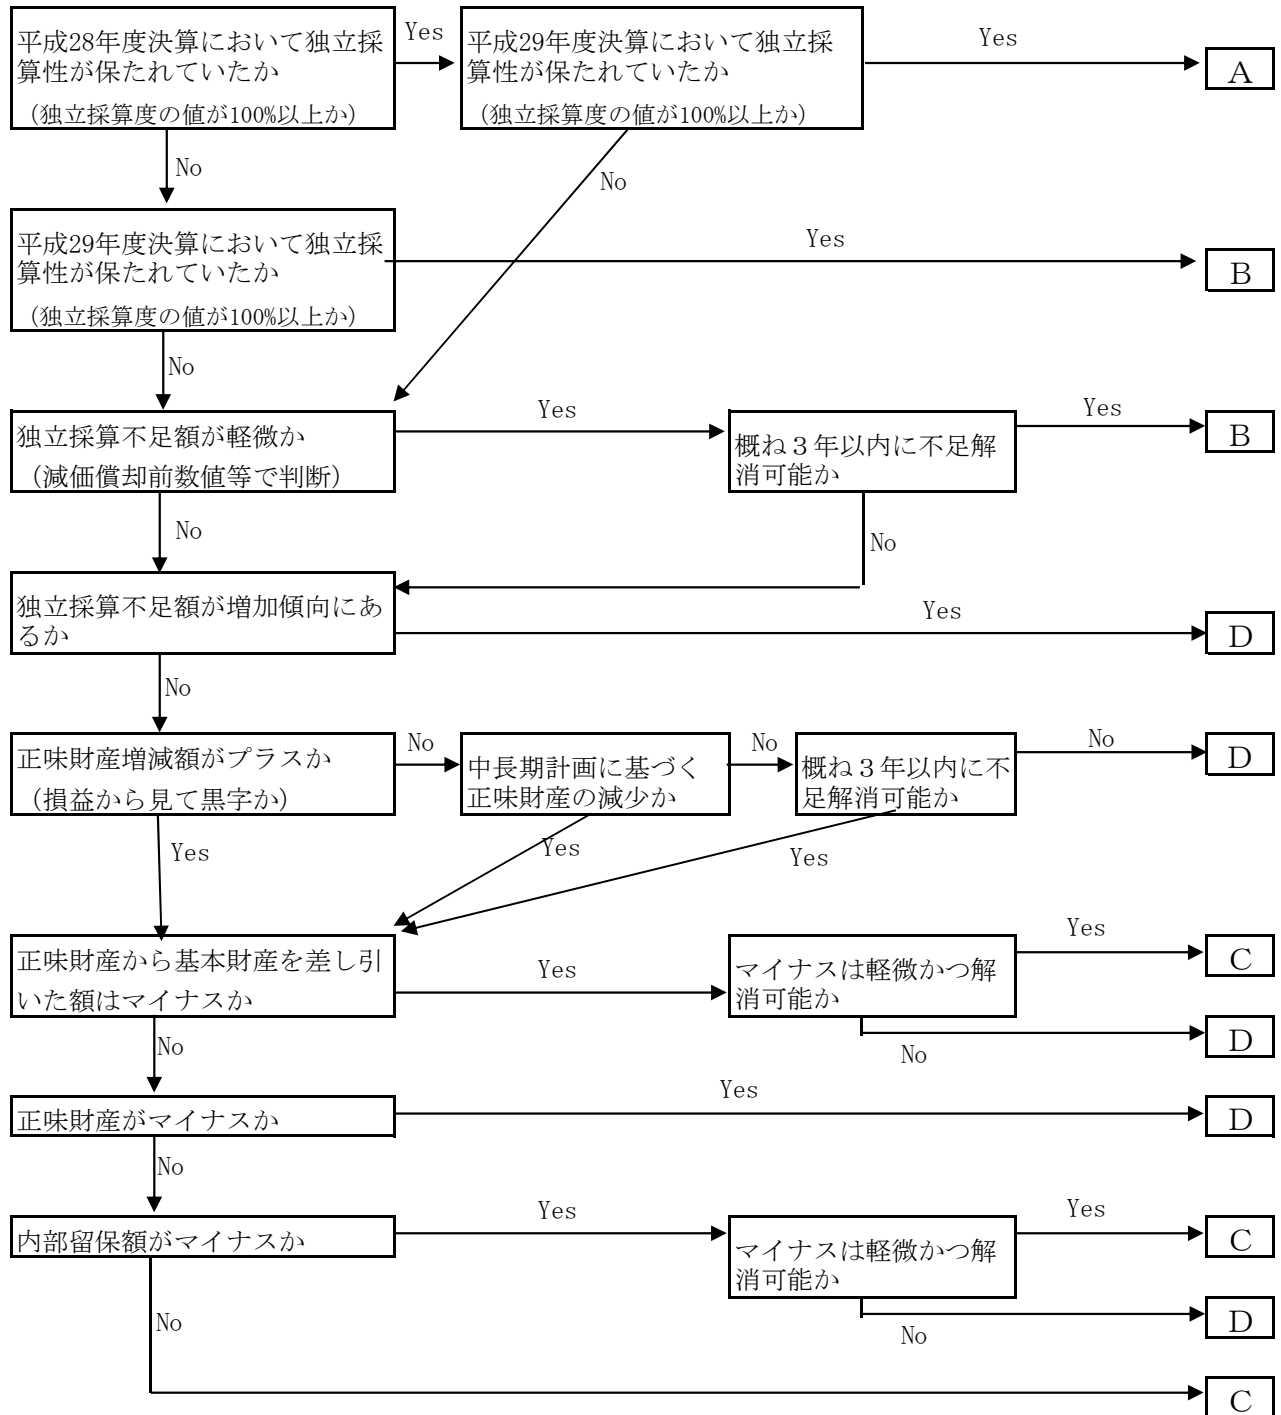 平成28年度決算において独立採
算性が保たれていたか
(独立採算度の値が100%以上か)
Yes
平成29年度決算において独立採
算性が保たれていたか
(独立採算度の値が100%以上か)
Yes
A
No
No
平成29年度決算において独立採
算性が保たれていたか
(独立採算度の値が100%以上か)
Yes
B
No
独立採算不足額が軽微か
(減価償却前数値等で判断)
Yes
概ね３年以内に不足解
消可能か
Yes
B
No
No
独立採算不足額が増加傾向にあ
るか
Yes
D
No
正味財産増減額がプラスか
(損益から見て黒字か)
No
中長期計画に基づく
正味財産の減少か
No
概ね３年以内に不
足解消可能か
No
D
Yes
Yes
Yes
正味財産から基本財産を差し引
いた額はマイナスか
Yes
マイナスは軽微かつ解
消可能か
Yes
C
No
D
No
正味財産がマイナスか
Yes
D
No
内部留保額がマイナスか
Yes
マイナスは軽微かつ解
消可能か
Yes
C
No
D
No
C